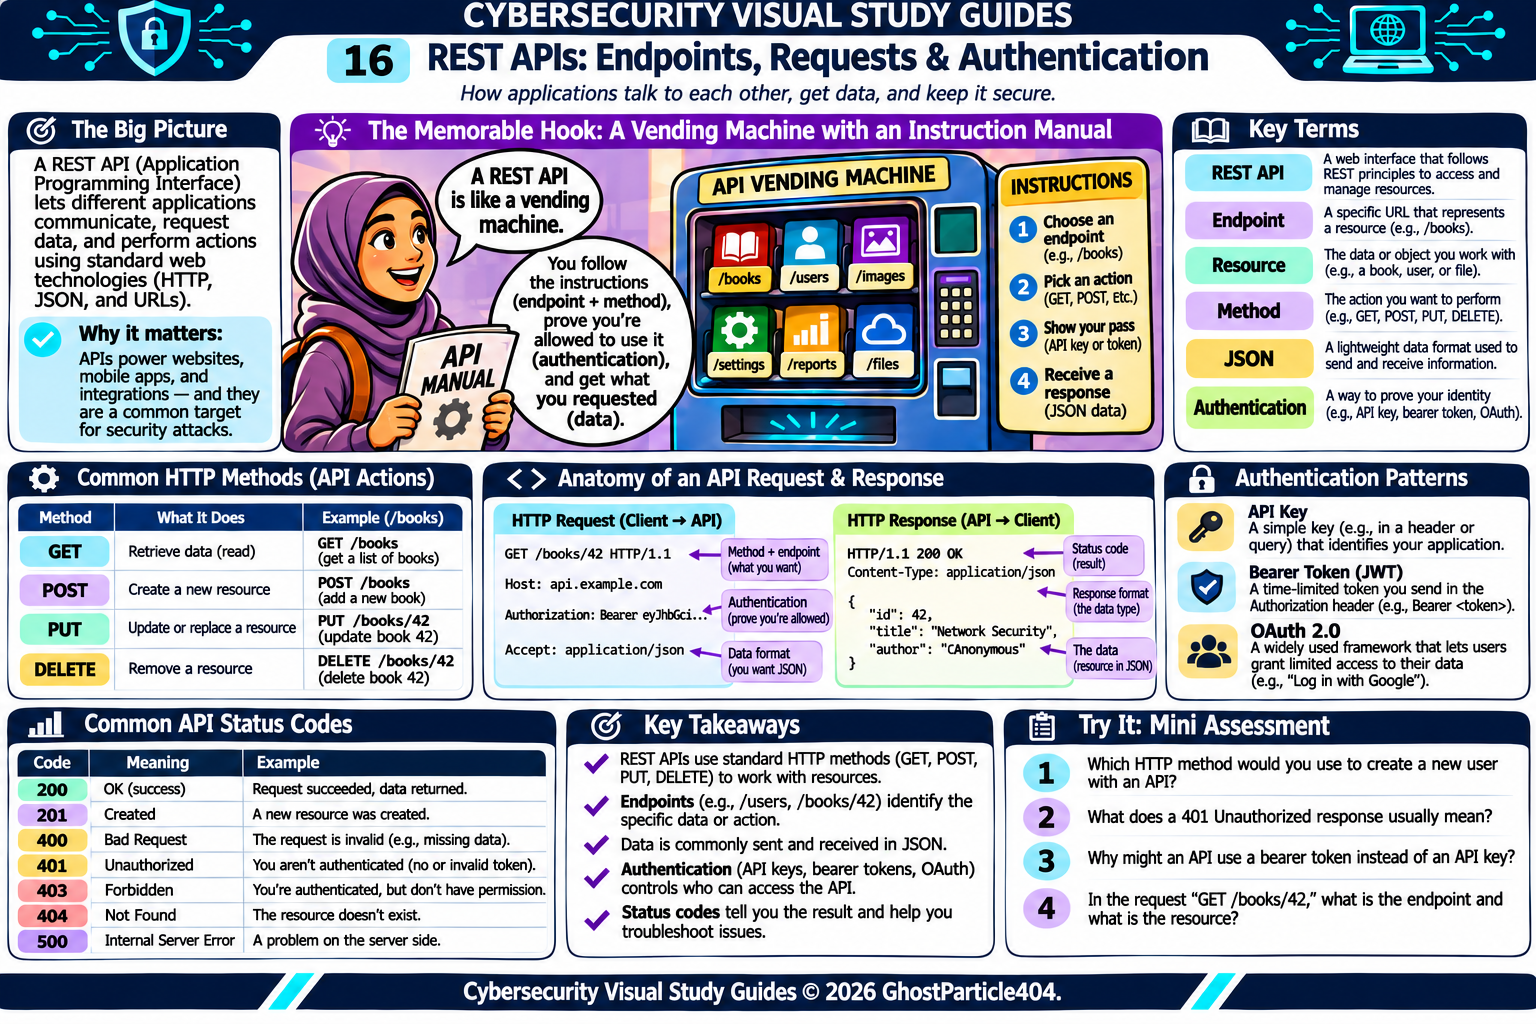 CYBERSECURITY VISUAL STUDY GUIDES
16 REST APIs: Endpoints, Requests & Authentication
How applications talk to each other, get data, and keep it secure.
The Big Picture
A REST API (Application
Programming Interface)
lets different applications
communicate, request
data, and perform actions
using standard web
technologies (HTTP,
JSON, and URLs).
Why it matters:
APIs power websites,
mobile apps, and
integrations — and they
are a common target
for security attacks.
The Memorable Hook: A Vending Machine with an Instruction Manual
A REST API
is like a vending
machine.
You follow
the instructions
(endpoint + method),
prove you're
allowed to use it
(authentication),
and get what
you requested
(data).
API
MANUAL
API VENDING MACHINE
/books /users /images
/settings /reports /files
INSTRUCTIONS
1 Choose an
endpoint
(e.g., /books)
2 Pick an action
(GET, POST, Etc.)
3 Show your pass
(API key or token)
4 Receive a
response
(JSON data)
Key Terms
REST API
A web interface that follows
REST principles to access and
manage resources.
Endpoint
A specific URL that represents
a resource (e.g., /books).
Resource
The data or object you work with
(e.g., a book, user, or file).
Method
The action you want to perform
(e.g., GET, POST, PUT, DELETE).
JSON
A lightweight data format used to
send and receive information.
Authentication
A way to prove your identity
(e.g., API key, bearer token, OAuth).
Common HTTP Methods (API Actions)
Method What It Does Example (/books)
GET Retrieve data (read) GET /books
(get a list of books)
POST Create a new resource POST /books
(add a new book)
PUT Update or replace a resource PUT /books/42
(update book 42)
DELETE Remove a resource DELETE /books/42
(delete book 42)
Anatomy of an API Request & Response
HTTP Request (Client → API)
GET /books/42 HTTP/1.1
Host: api.example.com
Authorization: Bearer eyJhbGci...
Accept: application/json
Method + endpoint
(what you want)
Authentication
(prove you're allowed)
Data format
(you want JSON)
HTTP Response (API → Client)
HTTP/1.1 200 OK
Content-Type: application/json
{
"id": 42,
"title": "Network Security",
"author": "CAnonymous"
}
Status code
(result)
Response format
(the data type)
The data
(resource in JSON)
Authentication Patterns
API Key
A simple key (e.g., in a header or
query) that identifies your application.
Bearer Token (JWT)
A time-limited token you send in the
Authorization header (e.g., Bearer <token>).
OAuth 2.0
A widely used framework that lets users
grant limited access to their data
(e.g., "Log in with Google").
Common API Status Codes
Code Meaning Example
200 OK (success) Request succeeded, data returned.
201 Created A new resource was created.
400 Bad Request The request is invalid (e.g., missing data).
401 Unauthorized You aren't authenticated (no or invalid token).
403 Forbidden You're authenticated, but don't have permission.
404 Not Found The resource doesn't exist.
500 Internal Server Error A problem on the server side.
Key Takeaways
REST APIs use standard HTTP methods (GET, POST,
PUT, DELETE) to work with resources.
Endpoints (e.g., /users, /books/42) identify the
specific data or action.
Data is commonly sent and received in JSON.
Authentication (API keys, bearer tokens, OAuth)
controls who can access the API.
Status codes tell you the result and help you
troubleshoot issues.
Try It: Mini Assessment
1 Which HTTP method would you use to create a new user
with an API?
2 What does a 401 Unauthorized response usually mean?
3 Why might an API use a bearer token instead of an API key?
4 In the request "GET /books/42," what is the endpoint and
what is the resource?
Cybersecurity Visual Study Guides © 2026 GhostParticle404.